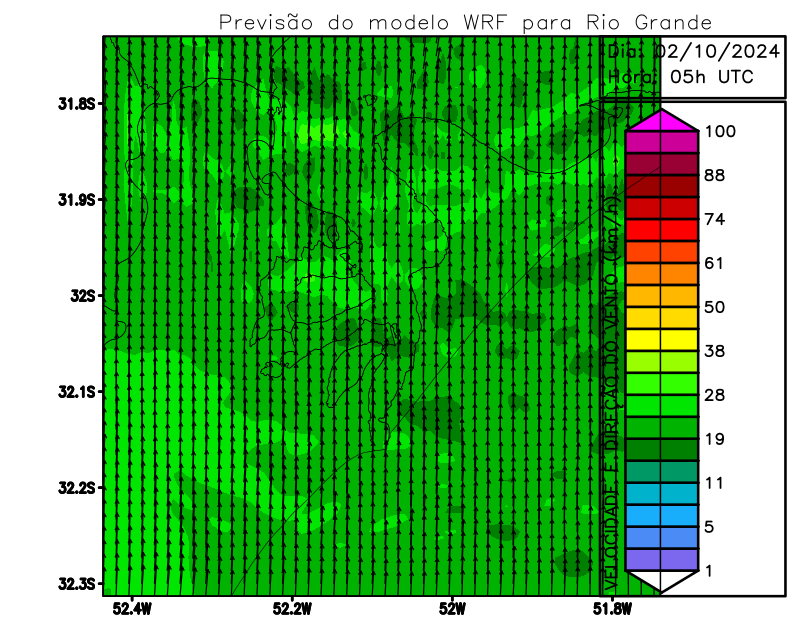 Previsão do modelo WRF para Rio Grande
Dia: 02/10/2024
Hora: 05h UTC
31.8S
31.9S
32S
32.1S
32.2S
32.3S
52.4W
52.2W
52W
51.8W
VELOCIDADE E DIREÇÃO DO VENTO (km/h)
100
88
74
61
50
38
28
19
11
5
1